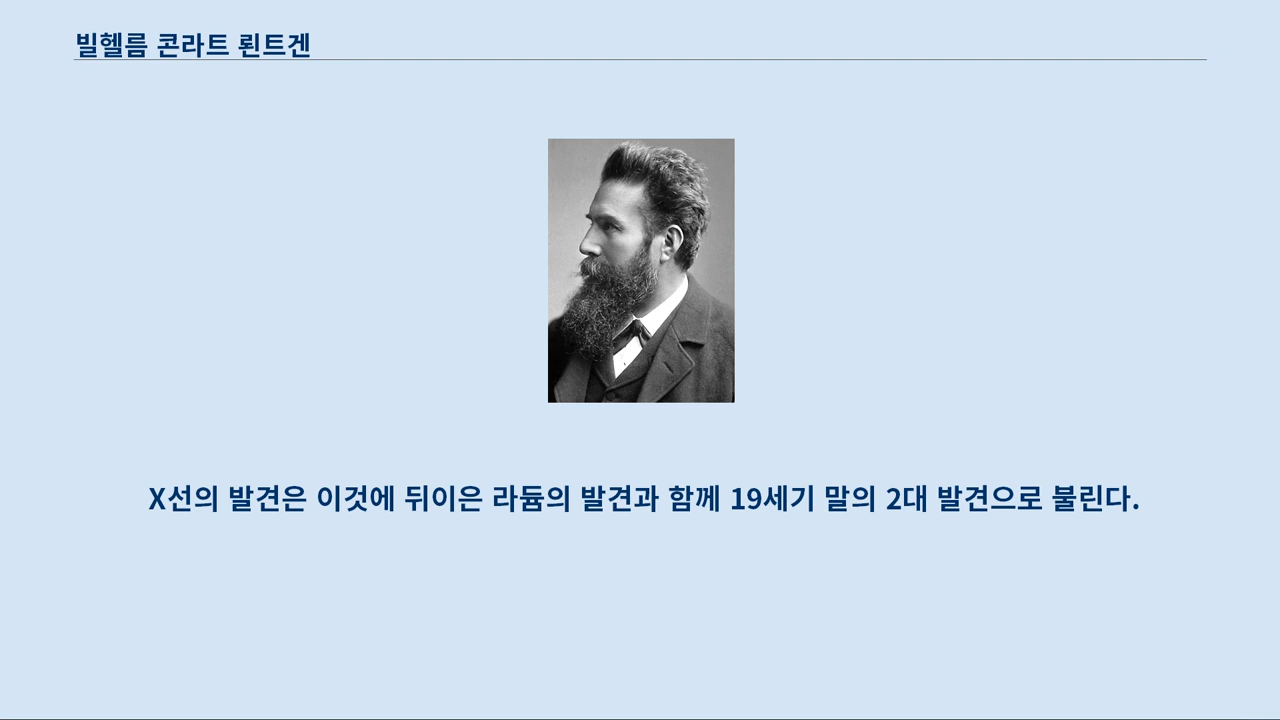 빌헬름 콘라트 뢴트겐
X선의 발견은 이것에 뒤이은 라듐의 발견과 함께 19세기 말의 2대 발견으로 불린다.